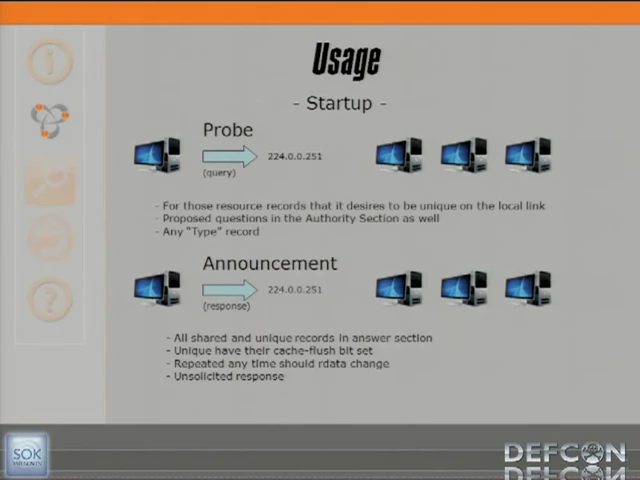 Usage
- Startup -
Probe
224.0.0.251
(query)
- For those resource records that it desires to be unique on the local link
- Proposed questions in the Authority Section as well
- Any "Type" record
Announcement
224.0.0.251
(response)
- All shared and unique records in answer section
- Unique have their cache-flush bit set
- Repeated any time should rdata change
- Unsolicited response
SOK
DEFCON